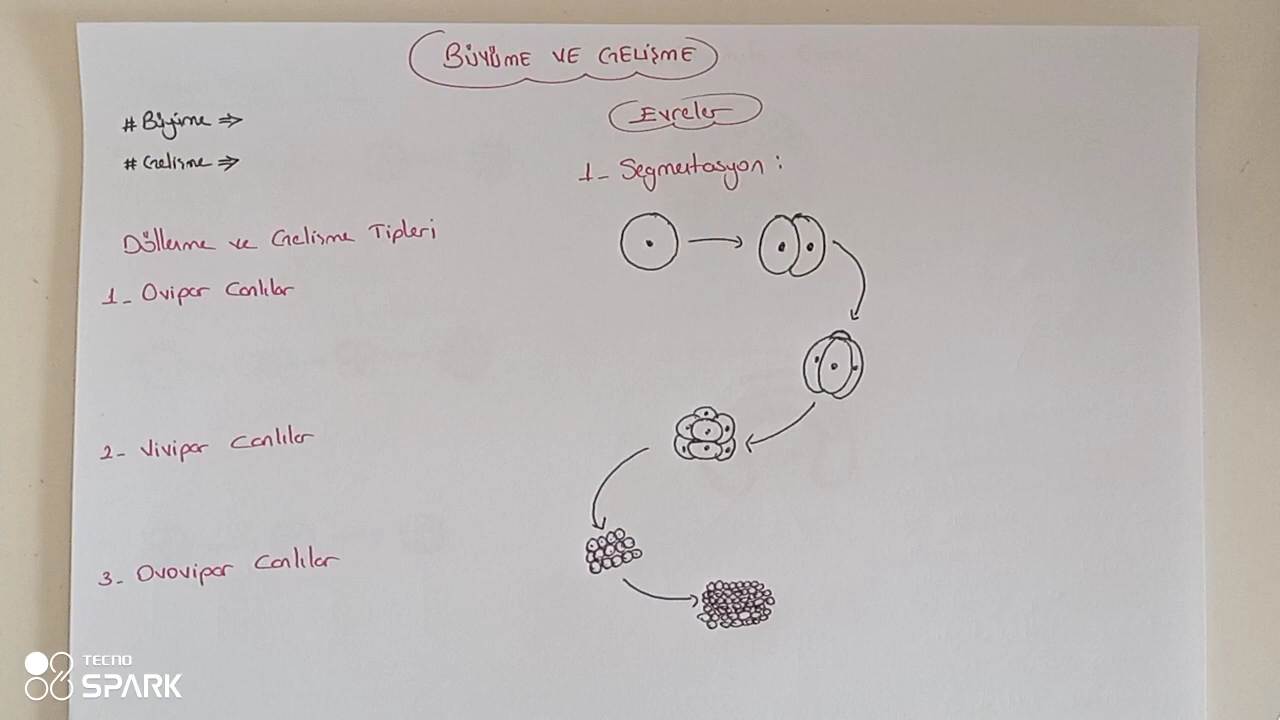 BÜYÜME VE GELİŞME
# Büyüme ⇒
# Gelişme ⇒
Döllenme ve Gelişme Tipleri
1- Ovipar Canlılar
2- Vivipar Canlılar
3- Ovovipar Canlılar
Evreler
1- Segmentasyon :
TECNO
SPARK